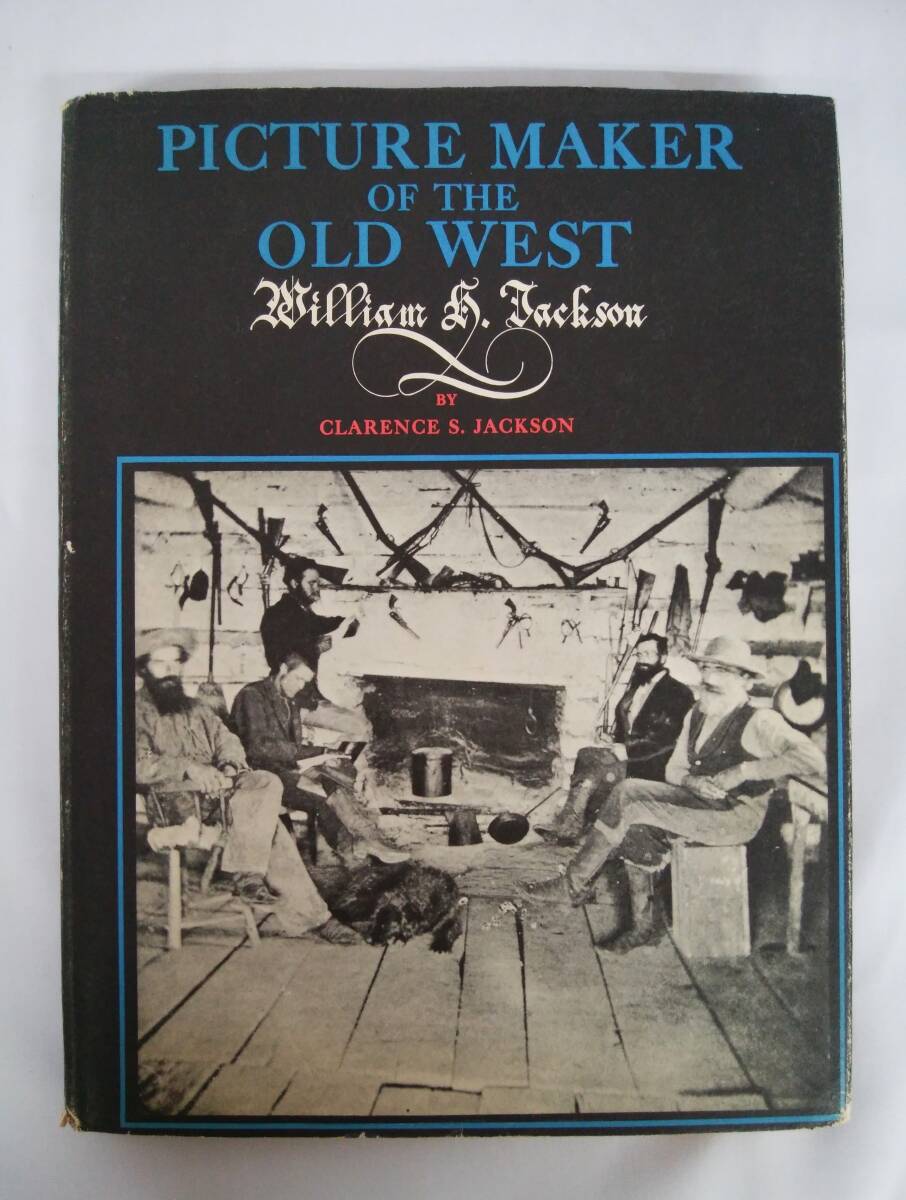 PICTURE MAKER
OF THE
OLD WEST
William H. Jackson
BY
CLARENCE S. JACKSON